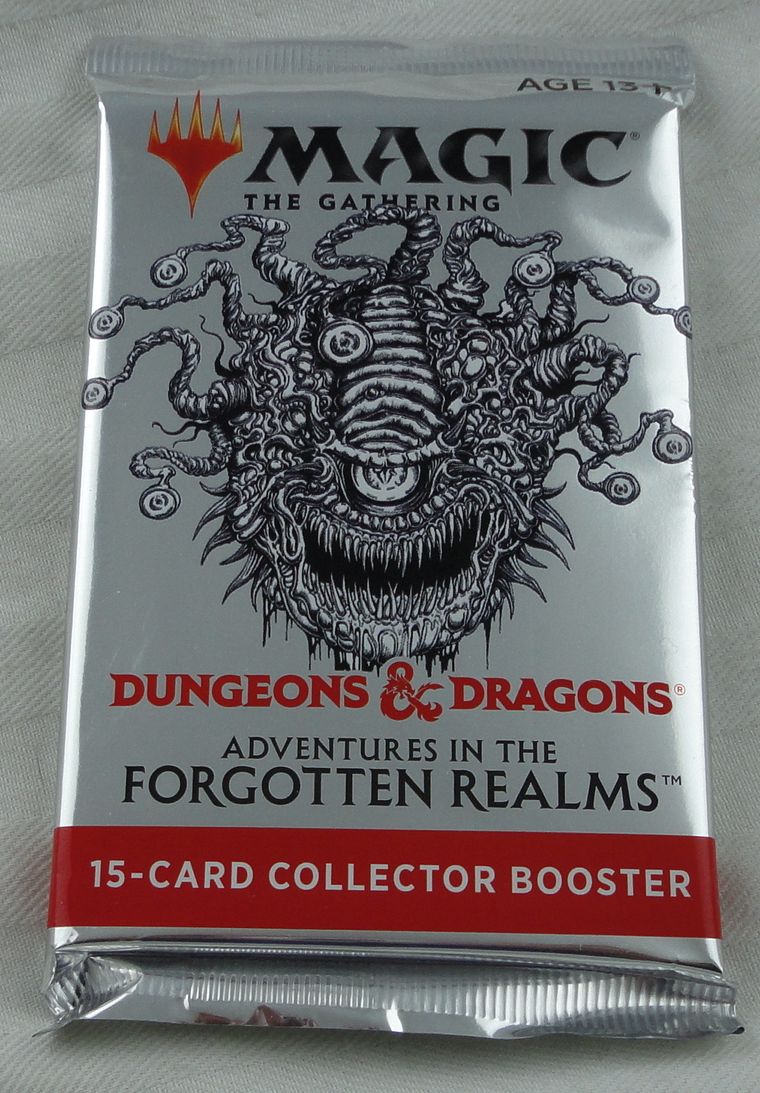 AGE 13+
MAGIC®
THE GATHERING
DUNGEONS & DRAGONS®
ADVENTURES IN THE
FORGOTTEN REALMS™
15-CARD COLLECTOR BOOSTER